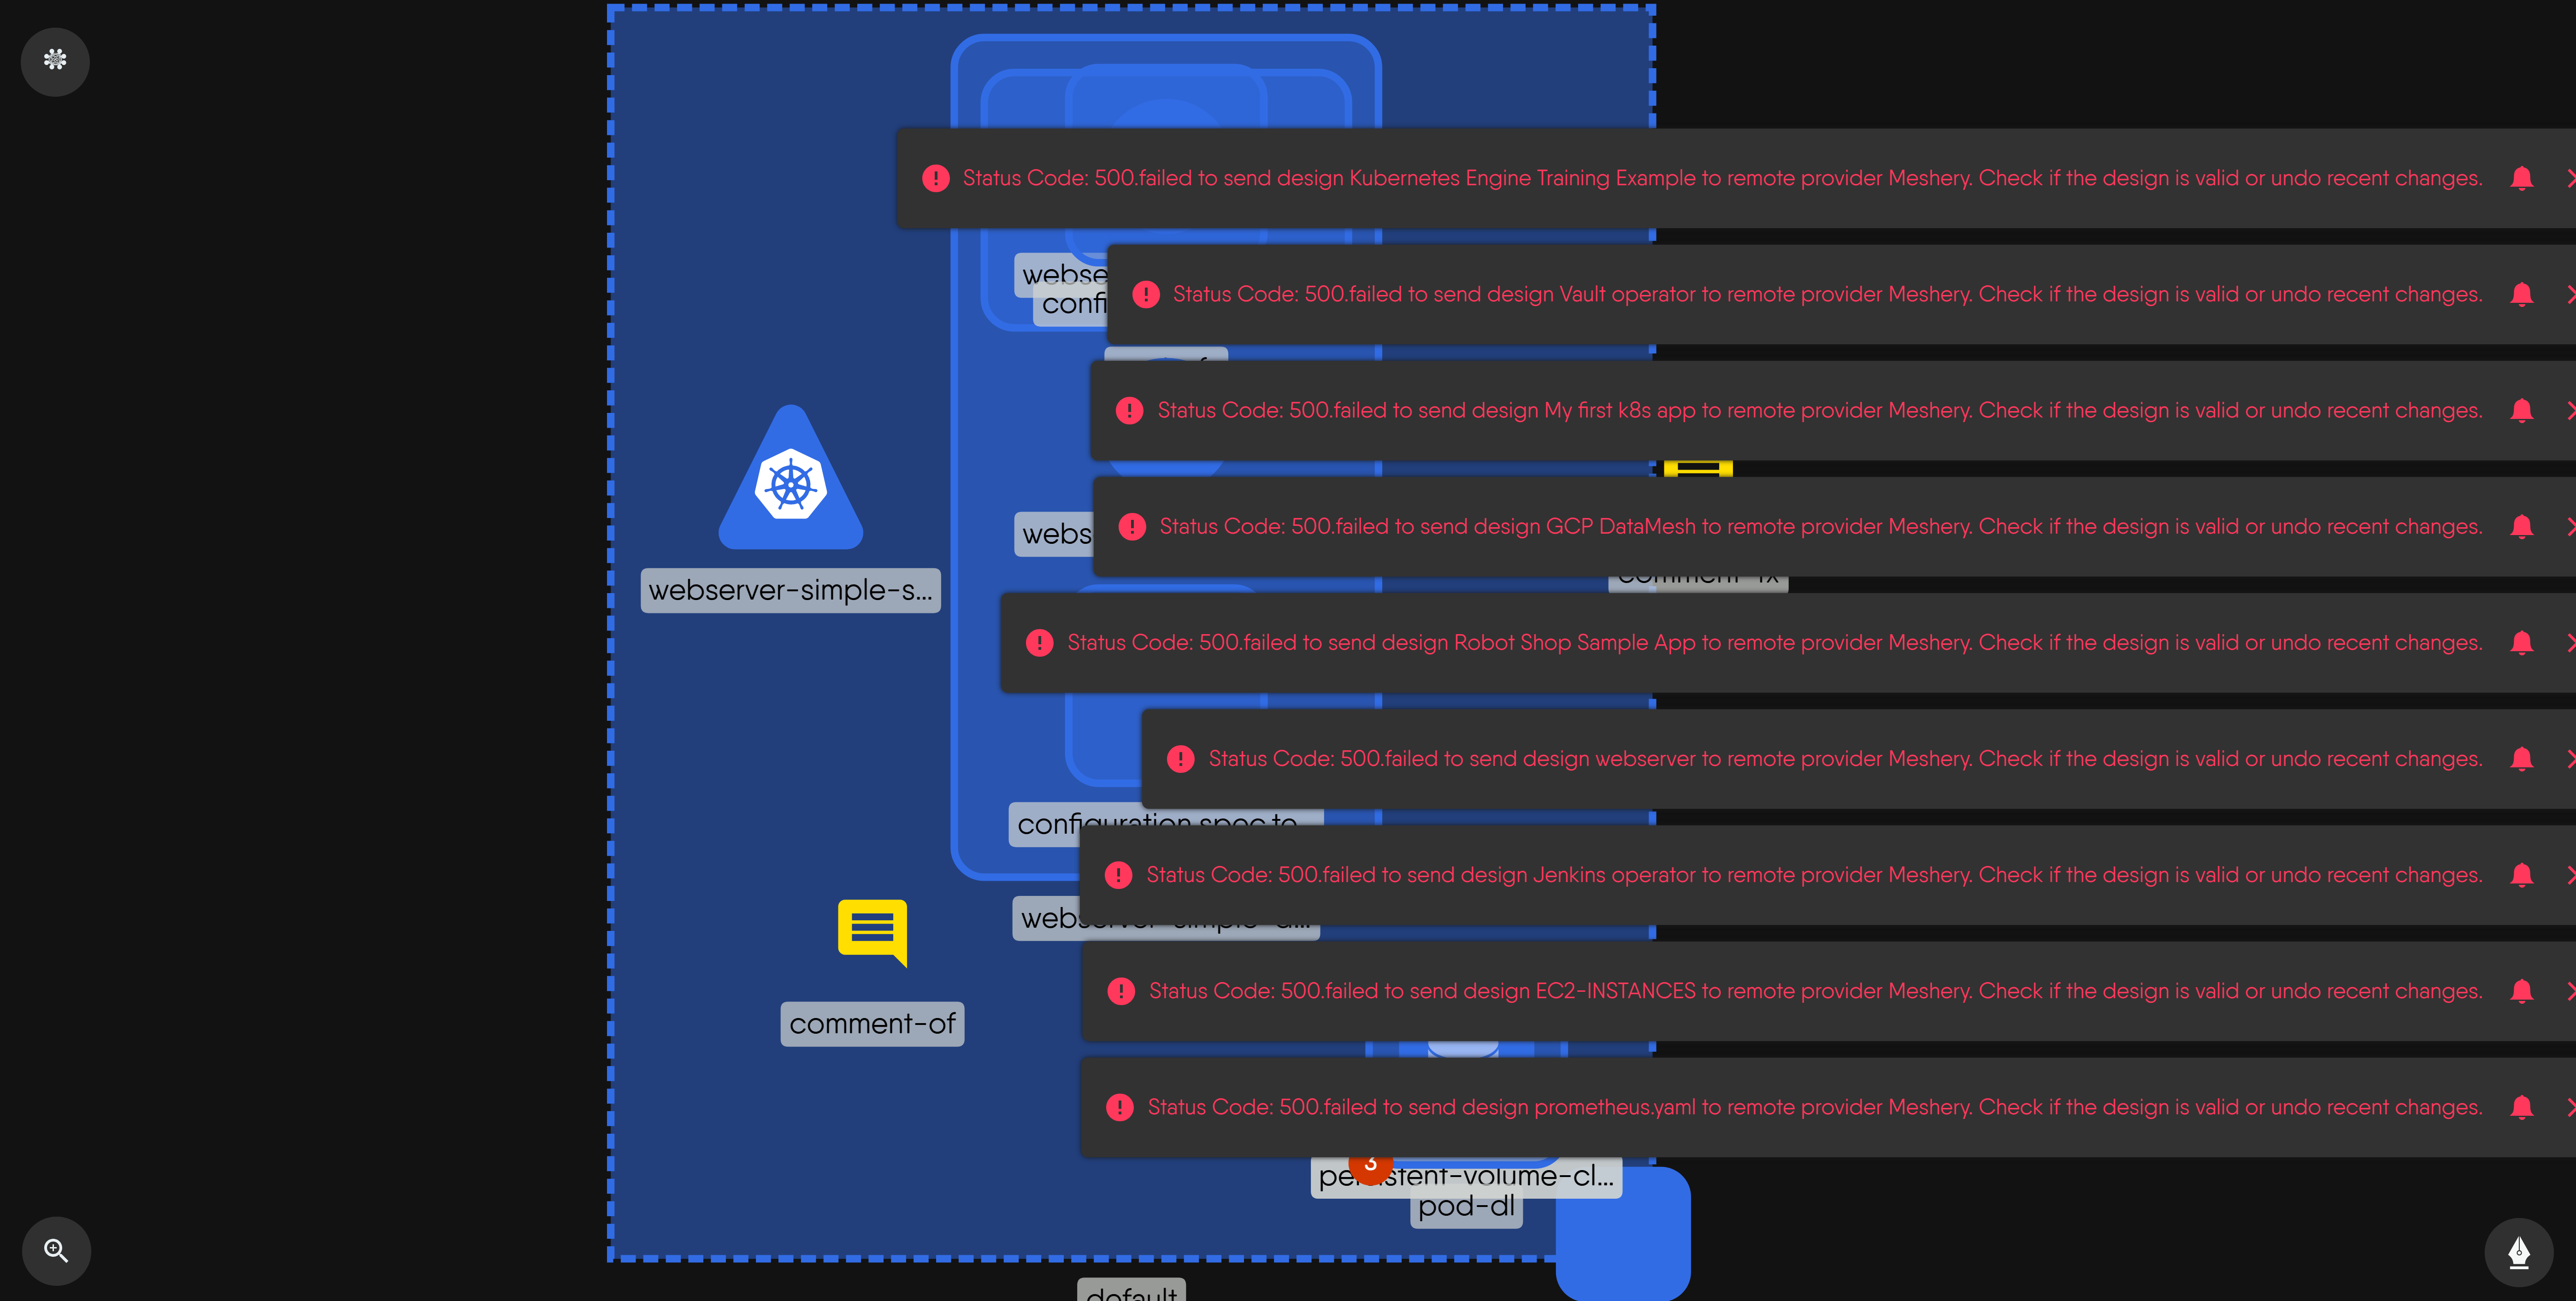 Status Code: 500.failed to send design Kubernetes Engine Training Example to remote provider Meshery. Check if the design is valid or undo recent changes.
webse
confi
Status Code: 500.failed to send design Vault operator to remote provider Meshery. Check if the design is valid or undo recent changes.
Status Code: 500.failed to send design My first k8s app to remote provider Meshery. Check if the design is valid or undo recent changes.
webs
Status Code: 500.failed to send design GCP DataMesh to remote provider Meshery. Check if the design is valid or undo recent changes.
webserver-simple-s...
Status Code: 500.failed to send design Robot Shop Sample App to remote provider Meshery. Check if the design is valid or undo recent changes.
Status Code: 500.failed to send design webserver to remote provider Meshery. Check if the design is valid or undo recent changes.
configuration.spec.te...
Status Code: 500.failed to send design Jenkins operator to remote provider Meshery. Check if the design is valid or undo recent changes.
webserver-simple-d...
Status Code: 500.failed to send design EC2-INSTANCES to remote provider Meshery. Check if the design is valid or undo recent changes.
comment-of
Status Code: 500.failed to send design prometheus.yaml to remote provider Meshery. Check if the design is valid or undo recent changes.
3
persistent-volume-cl...
pod-dl
default